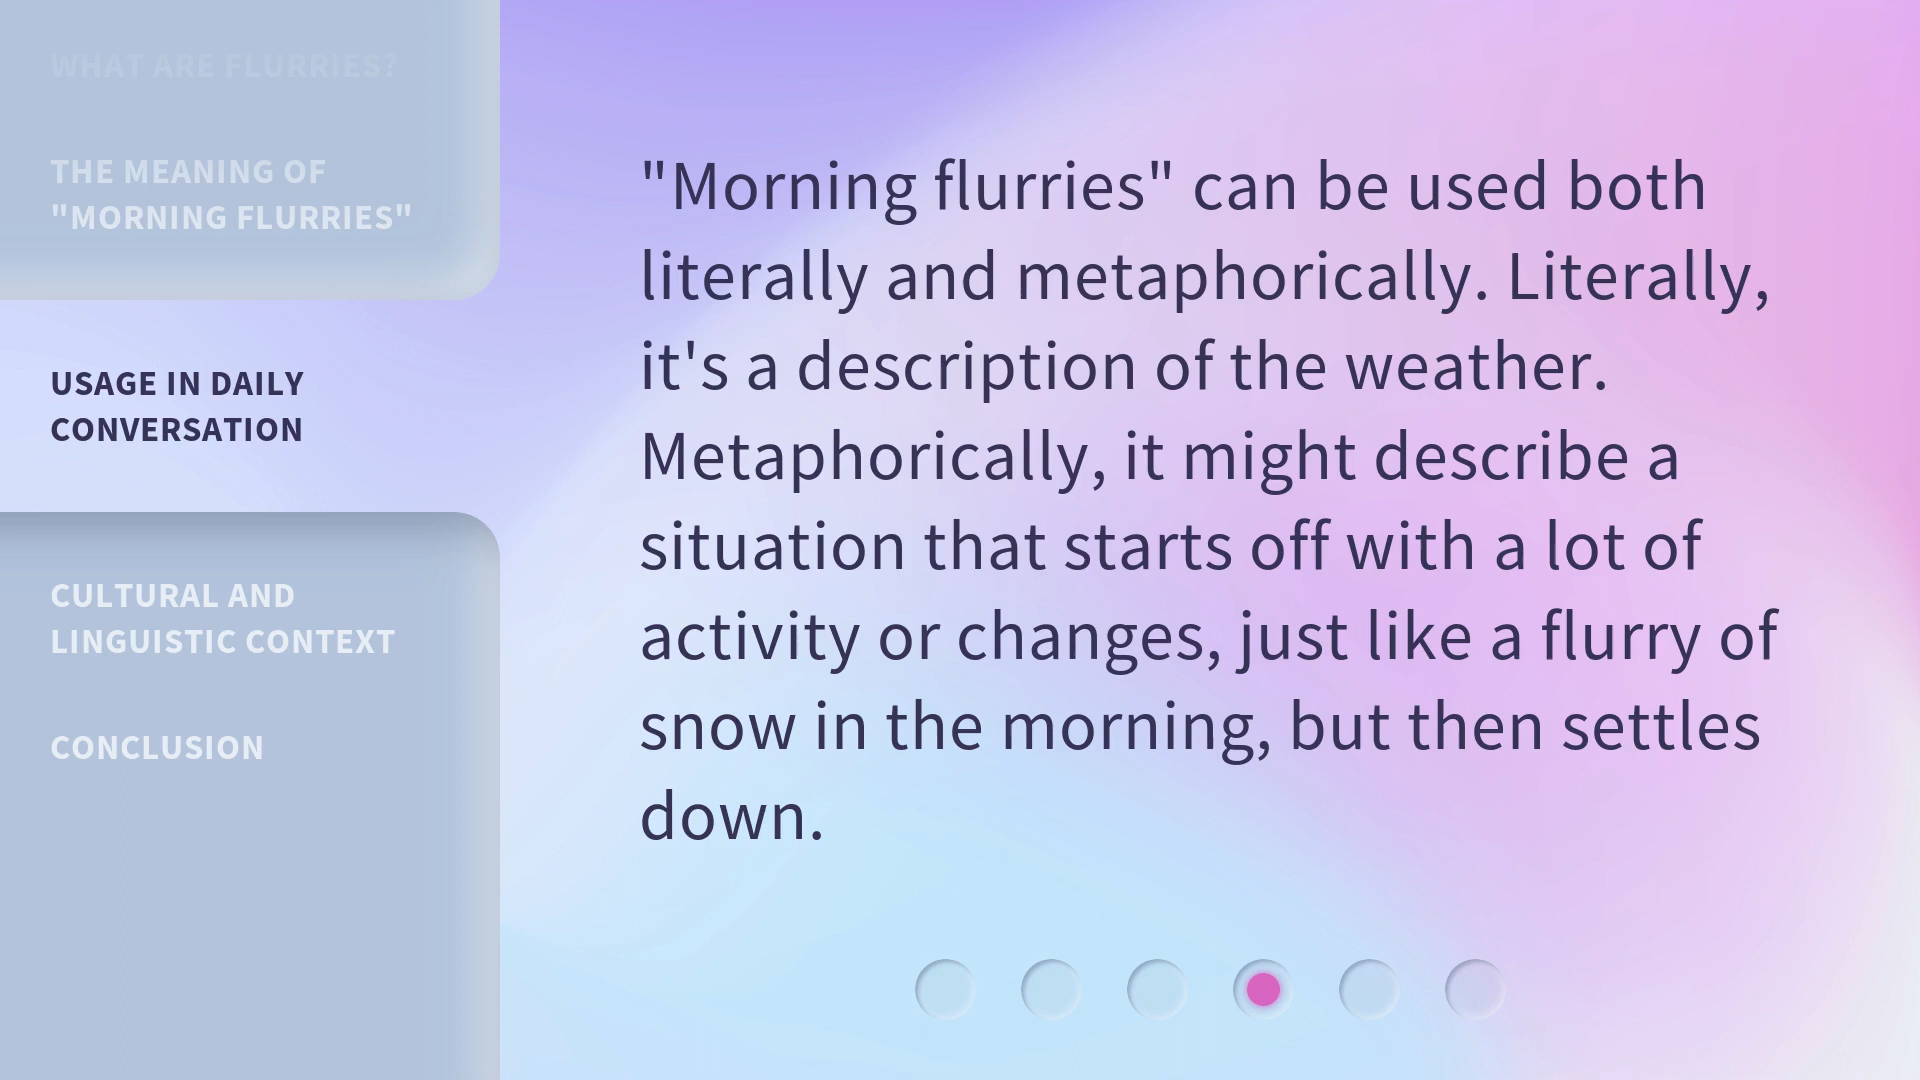 WHAT ARE FLURRIES?
THE MEANING OF
"MORNING FLURRIES"
USAGE IN DAILY
CONVERSATION
CULTURAL AND
LINGUISTIC CONTEXT
CONCLUSION
"Morning flurries" can be used both
literally and metaphorically. Literally,
it's a description of the weather.
Metaphorically, it might describe a
situation that starts off with a lot of
activity or changes, just like a flurry of
snow in the morning, but then settles
down.